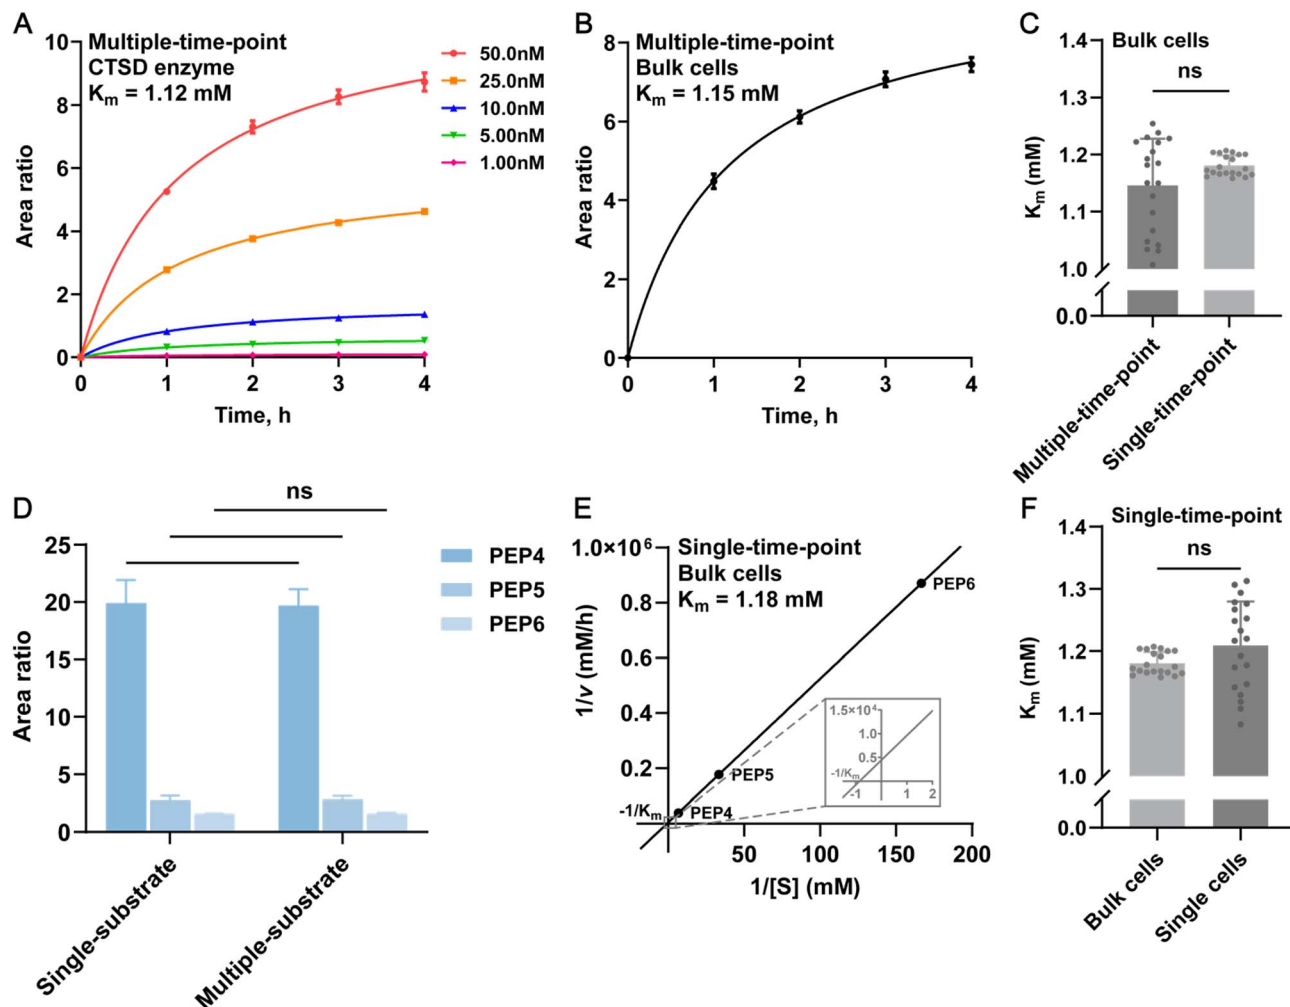 A
Multiple-time-point
CTSD enzyme
Km = 1.12 mM
50.0nM
25.0nM
10.0nM
5.00nM
1.00nM
Area ratio
10
8
6
4
2
0
0 1 2 3 4
Time, h
B
Multiple-time-point
Bulk cells
Km = 1.15 mM
Area ratio
8
6
4
2
0
0 1 2 3 4
Time, h
C
Bulk cells
ns
Km (mM)
1.4
1.3
1.2
1.1
1.0
0.0
Multiple-time-point
Single-time-point
D
ns
PEP4
PEP5
PEP6
Area ratio
25
20
15
10
5
0
Single-substrate
Multiple-substrate
E
Single-time-point
Bulk cells
Km = 1.18 mM
1/v (mM/h)
1.0×10⁶
0.8
0.6
0.4
0.2
-1/Km
PEP6
PEP5
PEP4
1.5×10⁴
1.0
0.5
-1/Km
-1 1 2
50 100 150 200
1/[S] (mM)
F
Single-time-point
ns
Km (mM)
1.4
1.3
1.2
1.1
1.0
0.0
Bulk cells
Single cells